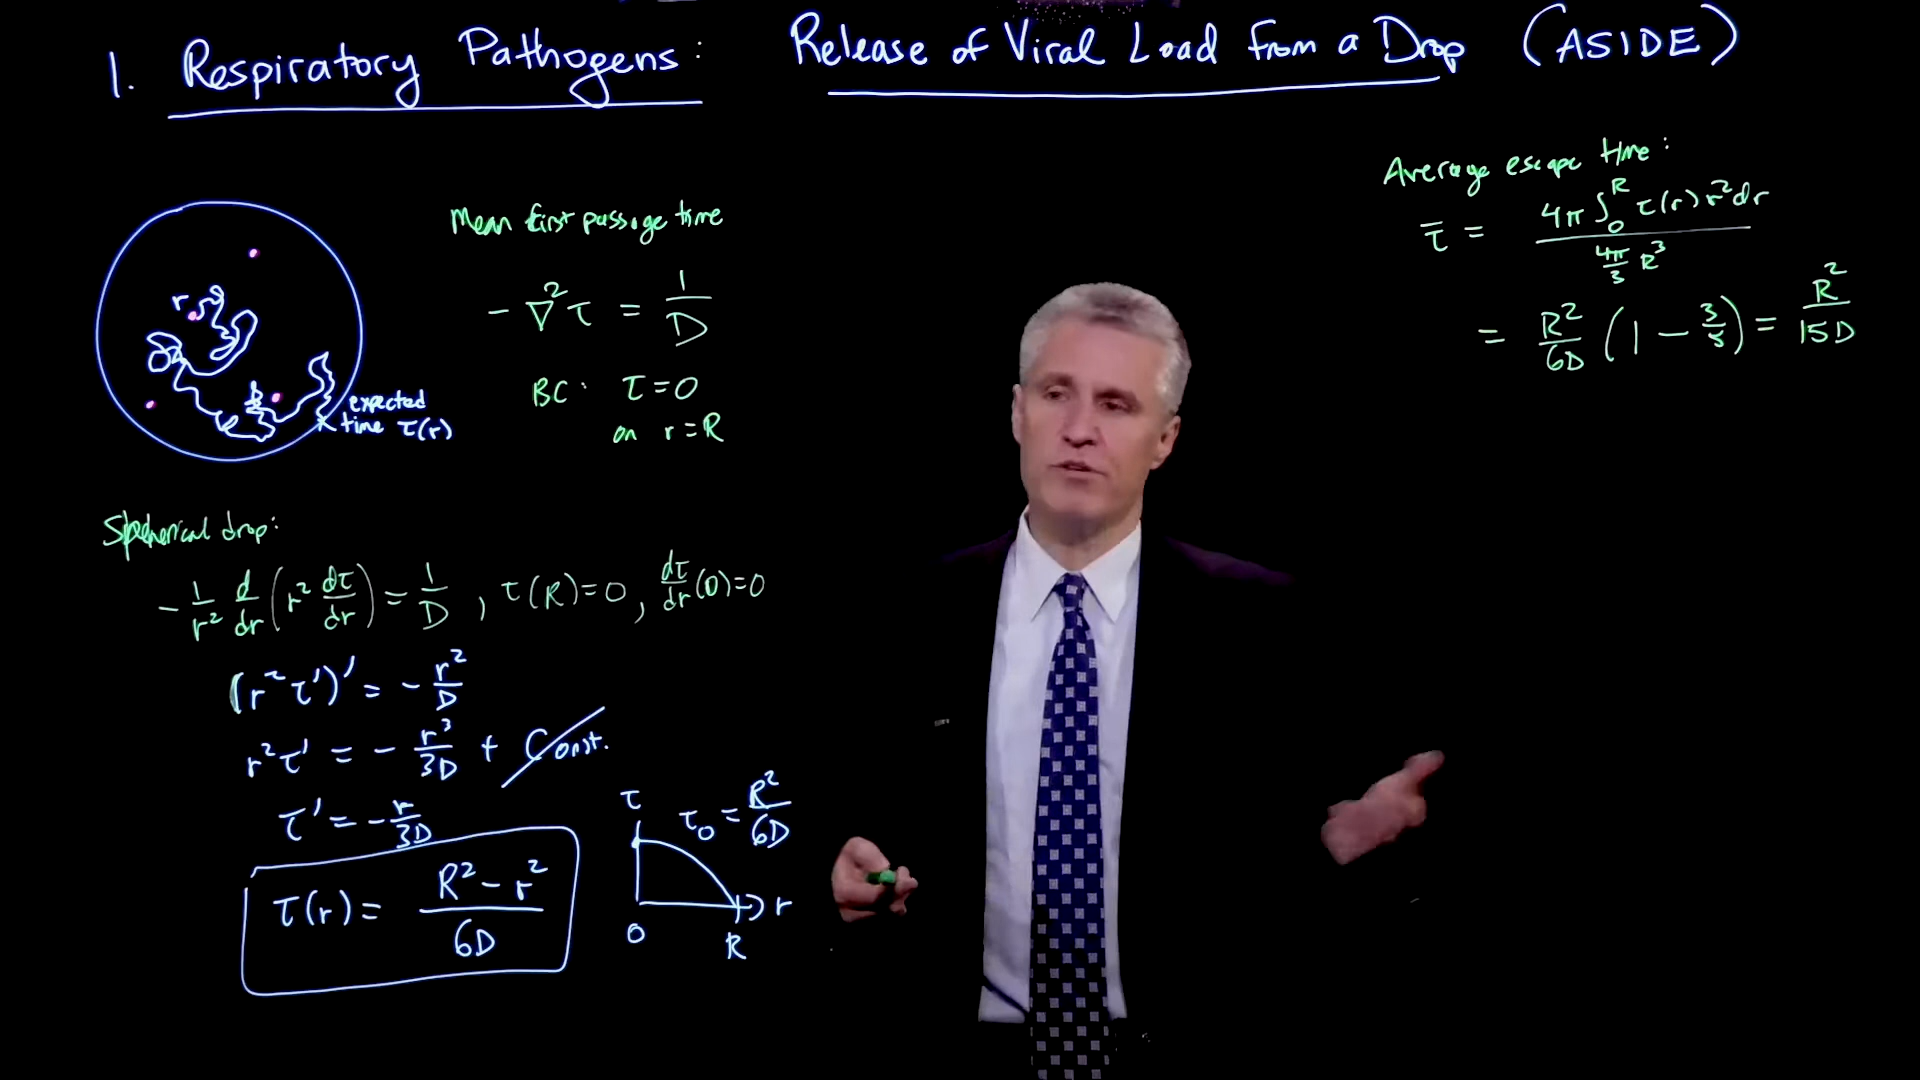 1. Respiratory Pathogens: Release of Viral Load from a Drop (ASIDE)
r
expected
time τ(r)
Mean first passage time
- ∇² τ = 1/D
BC: τ = 0
on r = R
Spherical drop:
- 1/r² d/dr (r² dτ/dr) = 1/D , τ(R) = 0 , dτ/dr (0) = 0
(r² τ')' = - r²/D
r² τ' = - r³/3D + Const.
τ' = - r/3D
τ(r) = (R² - r²)/6D
τ
τ₀ = R²/6D
r
0
R
Average escape time:
τ̄ = 4π ∫₀ᴿ τ(r) r² dr / (4π/3 R³)
= R²/6D (1 - 3/5) = R²/15D